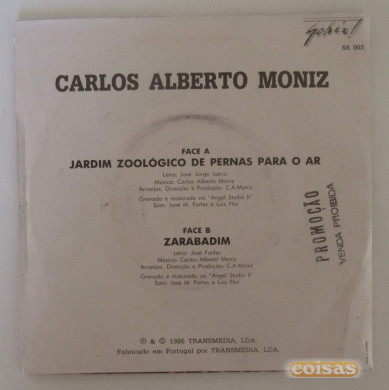 SS 003
CARLOS ALBERTO MONIZ
FACE A
JARDIM ZOOLÓGICO DE PERNAS PARA O AR
Letra: José Jorge Letria
Música: Carlos Alberto Moniz
Arranjos, Direcção e Produção: C.A.Moniz
Gravado e misturado no "Angel Studio II"
Som: José M. Fortes e Luis Flor
FACE B
ZARABADIM
Letra: José Fanha
Música: Carlos Alberto Moniz
Arranjos, Direcção e Produção: C.A.Moniz
Gravado e misturado no "Angel Studio II"
Som: José M. Fortes e Luis Flor
PROMOÇÃO
VENDA PROIBIDA
℗ & © 1985 TRANSMEDIA, LDA.
Fabricado em Portugal por TRANSMEDIA, LDA.
coisas